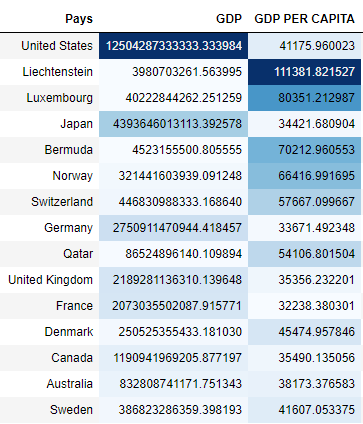 Pays GDP GDP PER CAPITA
United States 12504287333333.333984 41175.960023
Liechtenstein 3980703261.563995 111381.821527
Luxembourg 40222844262.251259 80351.212987
Japan 4393646013113.392578 34421.680904
Bermuda 4523155500.805555 70212.960553
Norway 321441603939.091248 66416.991695
Switzerland 446830988333.168640 57667.099667
Germany 2750911470944.418457 33671.492348
Qatar 86524896140.109894 54106.801504
United Kingdom 2189281136310.139648 35356.232201
France 2073035502087.915771 32238.380301
Denmark 250525355433.181030 45474.957846
Canada 1190941969205.877197 35490.135056
Australia 832808741171.751343 38173.376583
Sweden 386823286359.398193 41607.053375